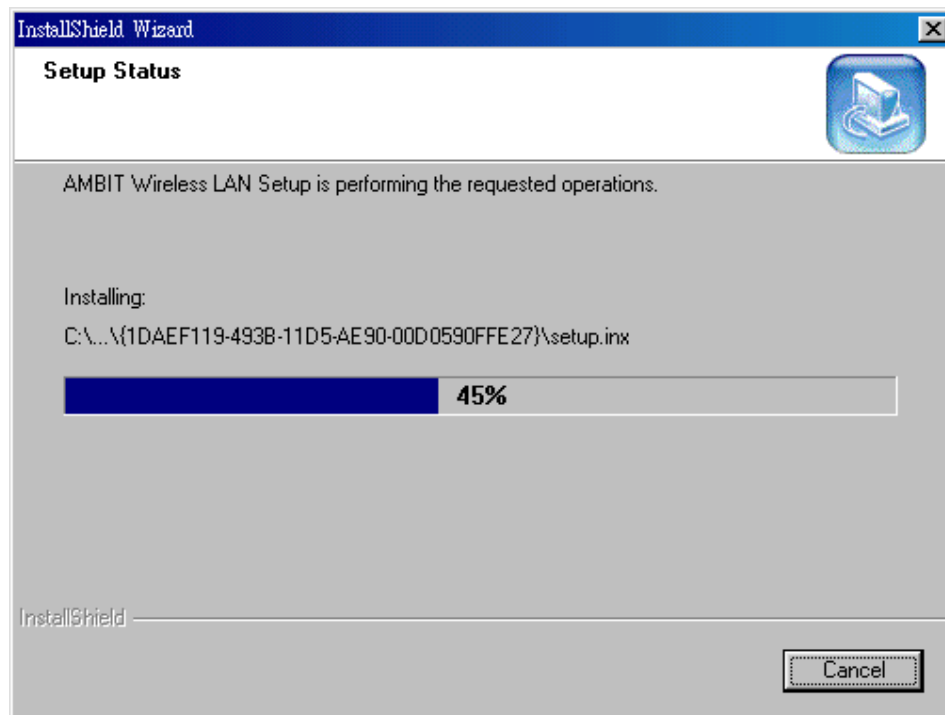 InstallShield Wizard
Setup Status
AMBIT Wireless LAN Setup is performing the requested operations.
Installing:
C:\...\{1DAEF119-493B-11D5-AE90-00D0590FFE27}\setup.inx
45%
InstallShield
Cancel